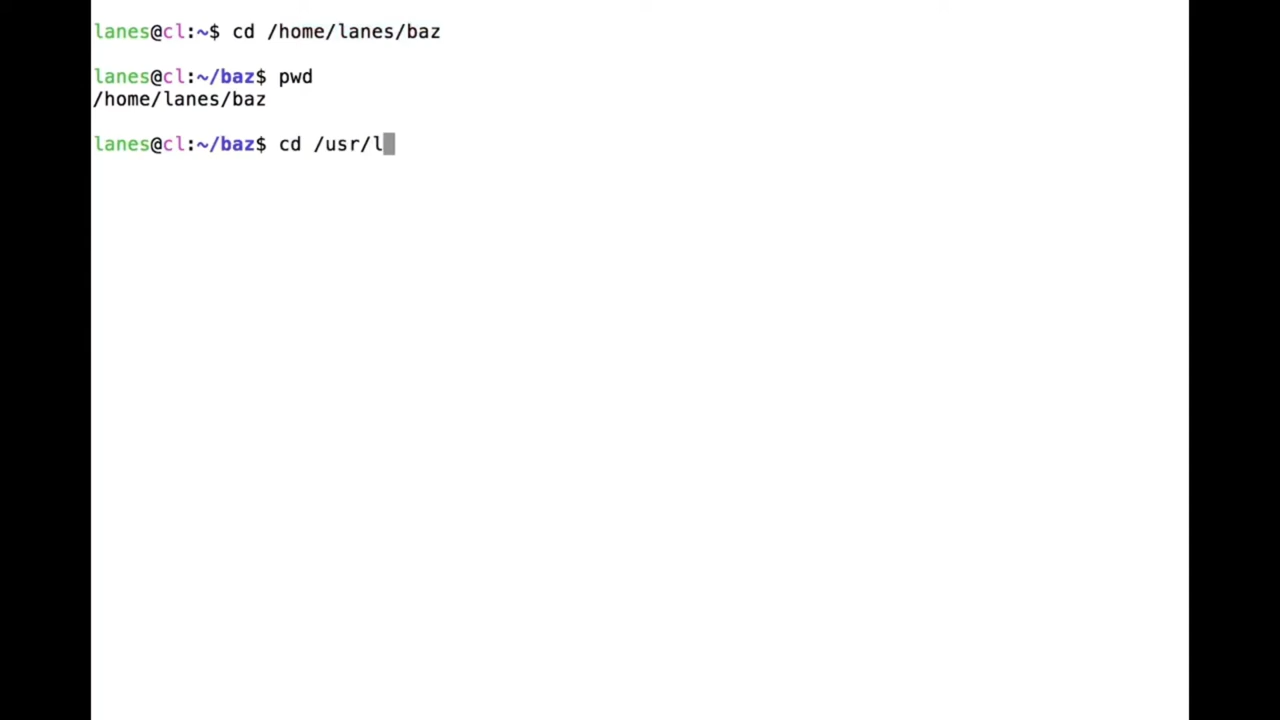 lanes@cl:~$ cd /home/lanes/baz
lanes@cl:~/baz$ pwd
/home/lanes/baz
lanes@cl:~/baz$ cd /usr/l